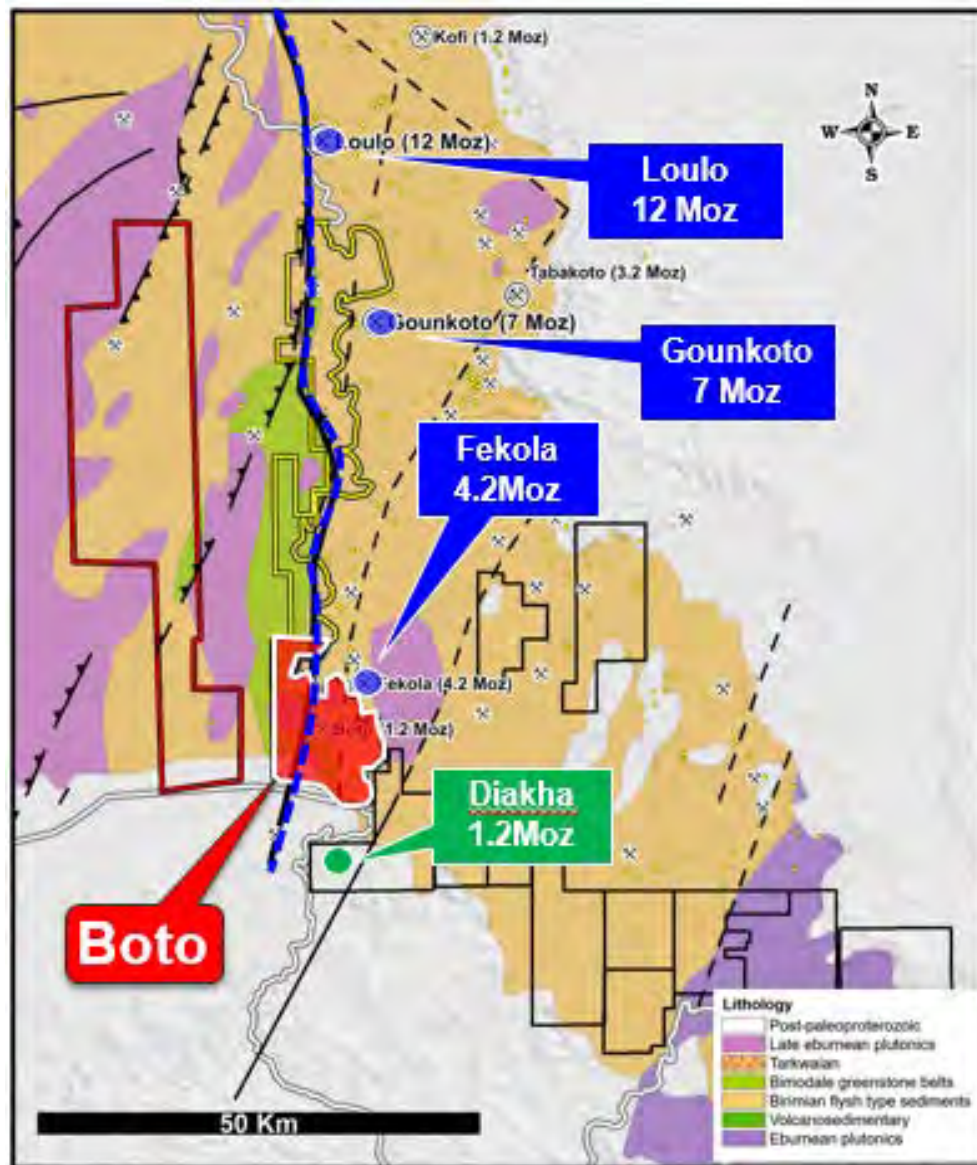 Kofi (1.2 Moz)
N
W E
S
Loulo (12 Moz)
Loulo
12 Moz
Tabakoto (3.2 Moz)
Gounkoto (7 Moz)
Gounkoto
7 Moz
Fekola
4.2Moz
Fekola (4.2 Moz)
(1.2 Moz)
Diakha
1.2Moz
Boto
50 Km
Lithology
Post-paleoproterozoic
Late eburnean plutonics
Tarkwaian
Bimodale greenstone belts
Birimian flysh type sediments
Volcanosedimentary
Eburnean plutonics